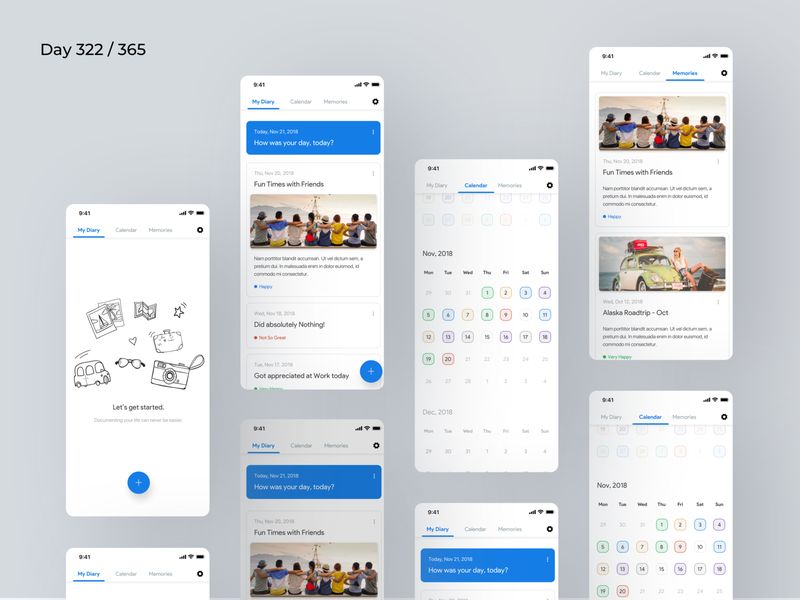 Day 322 / 365
9:41
My Diary Calendar Memories
Let's get started.
Documenting your life can never be easier.
+
9:41
My Diary Calendar Memories
9:41
My Diary Calendar Memories
Today, Nov 21, 2018
How was your day, today?
Thu, Nov 20, 2018
Fun Times with Friends
Nam porttitor blandit accumsan. Ut vel dictum sem, a
pretium dui. In malesuada enim in dolor euismod, id
commodo mi consectetur.
Happy
Wed, Nov 18, 2018
Did absolutely Nothing!
Not So Great
Tue, Nov 17, 2018
Got appreciated at Work today
+
9:41
My Diary Calendar Memories
Today, Nov 21, 2018
How was your day, today?
Thu, Nov 20, 2018
Fun Times with Friends
9:41
My Diary Calendar Memories
Nov, 2018
Mon Tue Wed Thu Fri Sat Sun
29 30 31 1 2 3 4
5 6 7 8 9 10 11
12 13 14 15 16 17 18
19 20 21 22 23 24 25
26 27 28 1 2 3 4
Dec, 2018
Mon Tue Wed Thu Fri Sat Sun
29 30 31 1 2 3 4
9:41
My Diary Calendar Memories
Today, Nov 21, 2018
How was your day, today?
9:41
My Diary Calendar Memories
Thu, Nov 20, 2018
Fun Times with Friends
Nam porttitor blandit accumsan. Ut vel dictum sem, a
pretium dui. In malesuada enim in dolor euismod, id
commodo mi consectetur.
Happy
Wed, Oct 12, 2018
Alaska Roadtrip - Oct
Nam porttitor blandit accumsan. Ut vel dictum sem, a
pretium dui. In malesuada enim in dolor euismod, id
commodo mi consectetur.
Very Happy
9:41
My Diary Calendar Memories
Nov, 2018
Mon Tue Wed Thu Fri Sat Sun
29 30 31 1 2 3 4
5 6 7 8 9 10 11
12 13 14 15 16 17 18
19 20 21 22 23 24 25